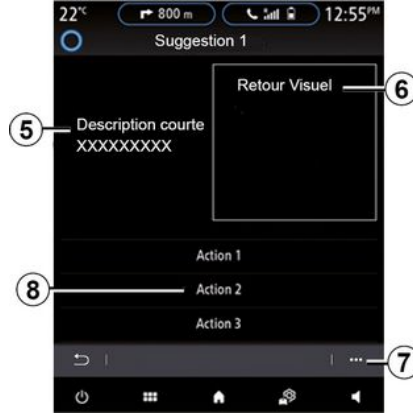 22°C
800 m
12:55PM
Suggestion 1
Retour Visuel
6
5
Description courte
XXXXXXXXX
Action 1
8
Action 2
Action 3
7